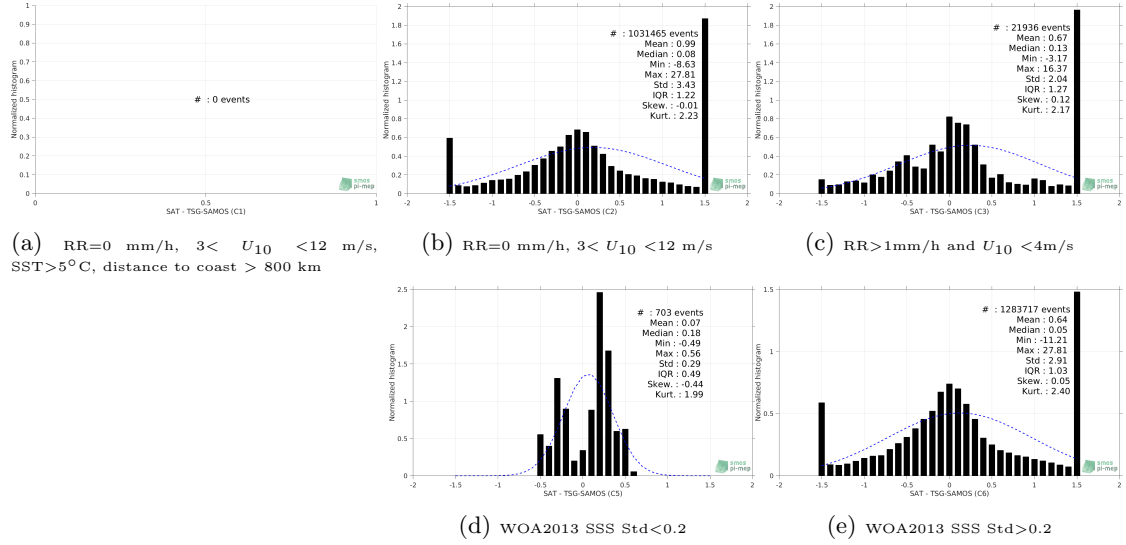 1
0.9
0.8
0.7
0.6
0.5
0.4
0.3
0.2
0.1
0
0 0.5 1
Normalized histogram
# : 0 events
SAT - TSG-SAMOS (C1)
smos
pi-mep
(a) RR=0 mm/h, 3< U10 <12 m/s,
SST>5°C, distance to coast > 800 km
2
1.8
1.6
1.4
1.2
1
0.8
0.6
0.4
0.2
0
-2 -1.5 -1 -0.5 0 0.5 1 1.5 2
Normalized histogram
# : 1031465 events
Mean : 0.99
Median : 0.08
Min : -8.63
Max : 27.81
Std : 3.43
IQR : 1.22
Skew. : -0.01
Kurt. : 2.23
SAT - TSG-SAMOS (C2)
smos
pi-mep
(b) RR=0 mm/h, 3< U10 <12 m/s
2
1.8
1.6
1.4
1.2
1
0.8
0.6
0.4
0.2
0
-2 -1.5 -1 -0.5 0 0.5 1 1.5 2
Normalized histogram
# : 21936 events
Mean : 0.67
Median : 0.13
Min : -3.17
Max : 16.37
Std : 2.04
IQR : 1.27
Skew. : 0.12
Kurt. : 2.17
SAT - TSG-SAMOS (C3)
smos
pi-mep
(c) RR>1mm/h and U10 <4m/s
2.5
2
1.5
1
0.5
0
-2 -1.5 -1 -0.5 0 0.5 1 1.5 2
Normalized histogram
# : 703 events
Mean : 0.07
Median : 0.18
Min : -0.49
Max : 0.56
Std : 0.29
IQR : 0.49
Skew. : -0.44
Kurt. : 1.99
SAT - TSG-SAMOS (C5)
smos
pi-mep
(d) WOA2013 SSS Std<0.2
1.5
1
0.5
0
-2 -1.5 -1 -0.5 0 0.5 1 1.5 2
Normalized histogram
# : 1283717 events
Mean : 0.64
Median : 0.05
Min : -11.21
Max : 27.81
Std : 2.91
IQR : 1.03
Skew. : 0.05
Kurt. : 2.40
SAT - TSG-SAMOS (C6)
smos
pi-mep
(e) WOA2013 SSS Std>0.2